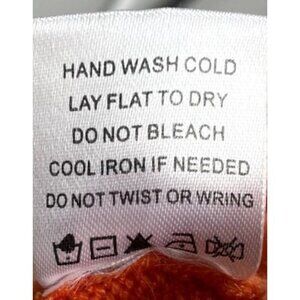 HAND WASH COLD
LAY FLAT TO DRY
DO NOT BLEACH
COOL IRON IF NEEDED
DO NOT TWIST OR WRING